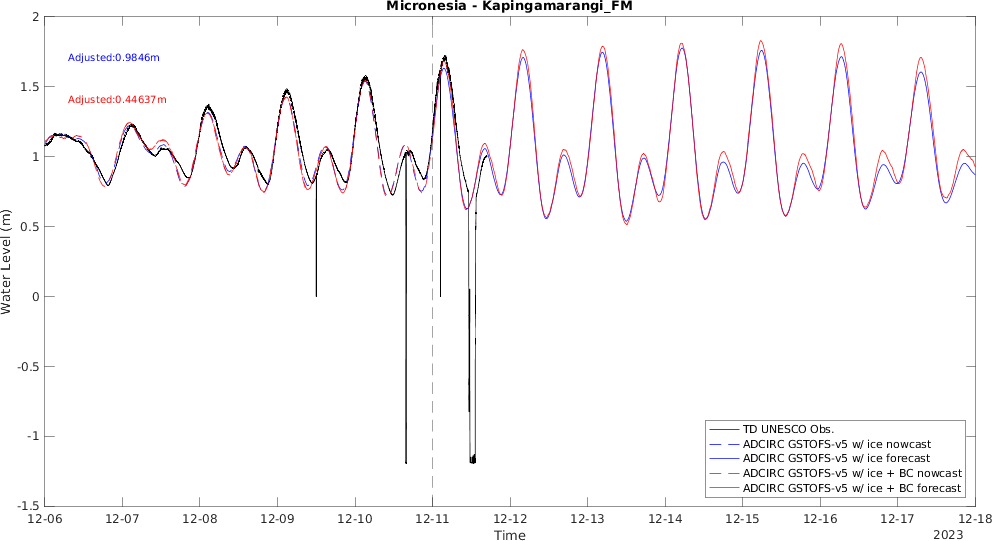 Micronesia - Kapingamarangi_FM
Adjusted:0.9846m
Adjusted:0.44637m
Water Level (m)
2
1.5
1
0.5
0
-0.5
-1
-1.5
12-06 12-07 12-08 12-09 12-10 12-11 12-12 12-13 12-14 12-15 12-16 12-17 12-18
Time
2023
TD UNESCO Obs.
ADCIRC GSTOFS-v5 w/ ice nowcast
ADCIRC GSTOFS-v5 w/ ice forecast
ADCIRC GSTOFS-v5 w/ ice + BC nowcast
ADCIRC GSTOFS-v5 w/ ice + BC forecast